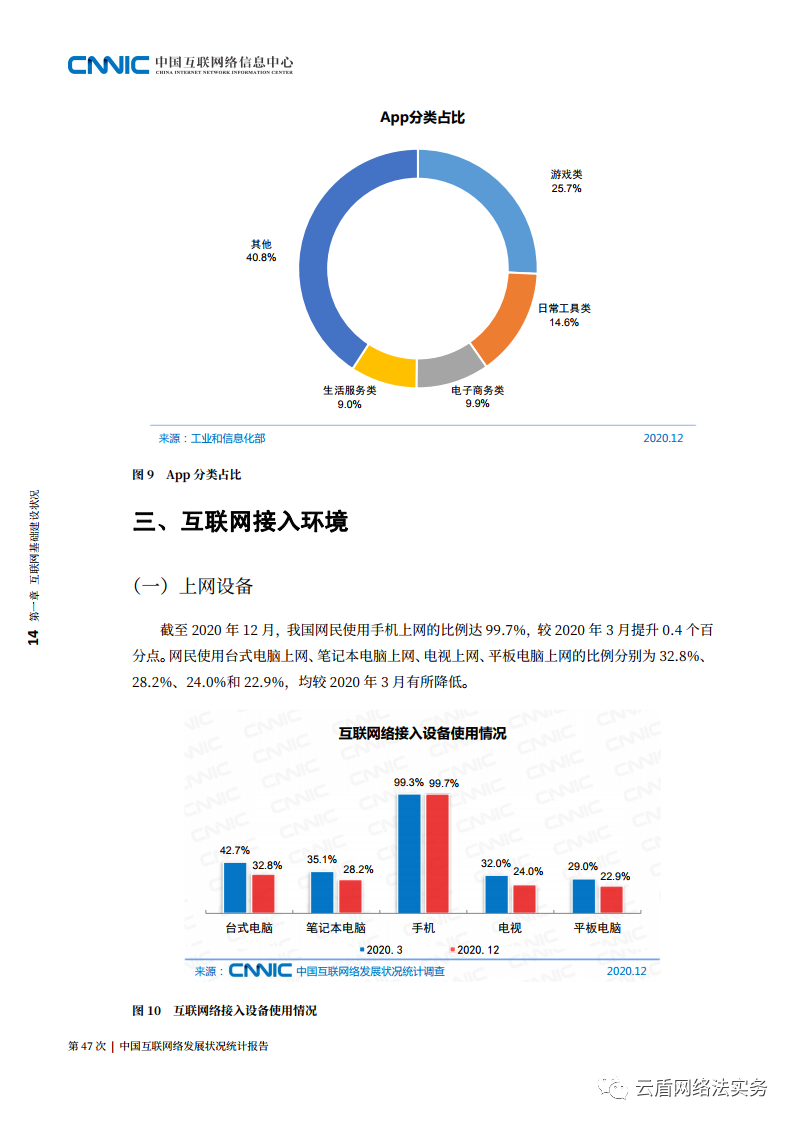 CNNIC 中国互联网络信息中心
CHINA INTERNET NETWORK INFORMATION CENTER
App分类占比
游戏类
25.7%
其他
40.8%
日常工具类
14.6%
生活服务类
9.0%
电子商务类
9.9%
来源：工业和信息化部 2020.12
图 9 App 分类占比
三、互联网接入环境
（一）上网设备
截至 2020 年 12 月，我国网民使用手机上网的比例达 99.7%，较 2020 年 3 月提升 0.4 个百
分点。网民使用台式电脑上网、笔记本电脑上网、电视上网、平板电脑上网的比例分别为 32.8%、
28.2%、24.0%和 22.9%，均较 2020 年 3 月有所降低。
互联网络接入设备使用情况
99.3% 99.7%
42.7% 32.8%
35.1% 28.2%
32.0% 24.0%
29.0% 22.9%
台式电脑 笔记本电脑 手机 电视 平板电脑
2020. 3 2020. 12
来源： CNNIC 中国互联网络发展状况统计调查 2020.12
图 10 互联网络接入设备使用情况
第 47 次 | 中国互联网络发展状况统计报告
14 第一章 互联网基础建设状况
云盾网络法实务